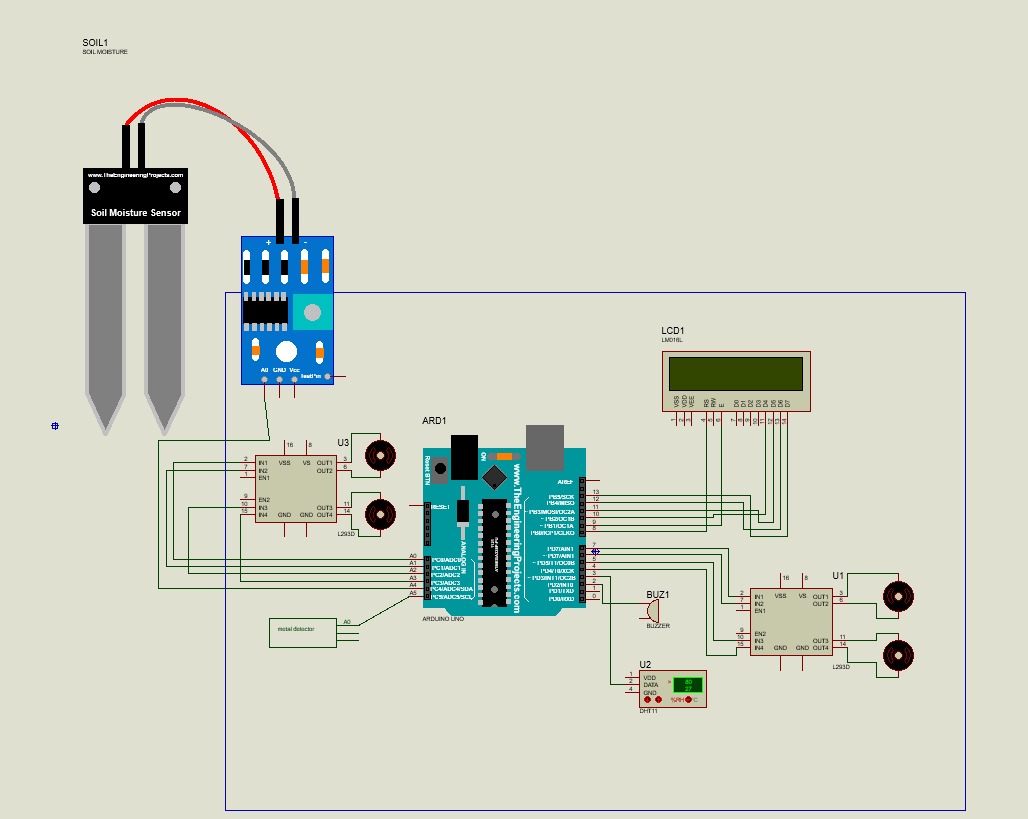 SOIL1
SOIL MOISTURE
www.TheEngineeringProjects.com
Soil Moisture Sensor
+ -
A0 GND Vcc
LCD1
LM016L
VSS VDD VEE RS RW E D0 D1 D2 D3 D4 D5 D6 D7
1 2 3 4 5 6 7 8 9 10 11 12 13 14
U3
16 8
2 IN1 VSS VS OUT1 3
7 IN2 OUT2 6
1 EN1
9 EN2
10 IN3 OUT3 11
15 IN4 GND GND OUT4 14
L293D
ARD1
Reset BTN
ON
www.TheEngineeringProjects.com
ANALOG IN
AREF
RESET
13 PB5/SCK
12 PB4/MISO
11 ~ PB3/MOSI/OC2A
10 ~ PB2/OC1B
9 ~ PB1/OC1A
8 PB0/ICP1/CLKO
7 PD7/AIN1
~ PD5/T1/OC0B
5
4 PD4/T0/XCK
3 ~ PD3/INT1/OC2B
2 PD2/INT0
1 PD1/TXD
0 PD0/RXD
A0 PC0/ADC0
A1 PC1/ADC1
A2 PC2/ADC2
A3 PC3/ADC3
A4 PC4/ADC4/SDA
A5 PC5/ADC5/SCL
ARDUINO UNO
metal detector
A0
BUZ1
BUZZER
U1
16 8
2 IN1 VSS VS OUT1 3
7 IN2 OUT2 6
1 EN1
9 EN2
10 IN3 OUT3 11
15 IN4 GND GND OUT4 14
L293D
U2
1 VDD
2 DATA
4 GND
> 80
27
%RH °C
DHT11